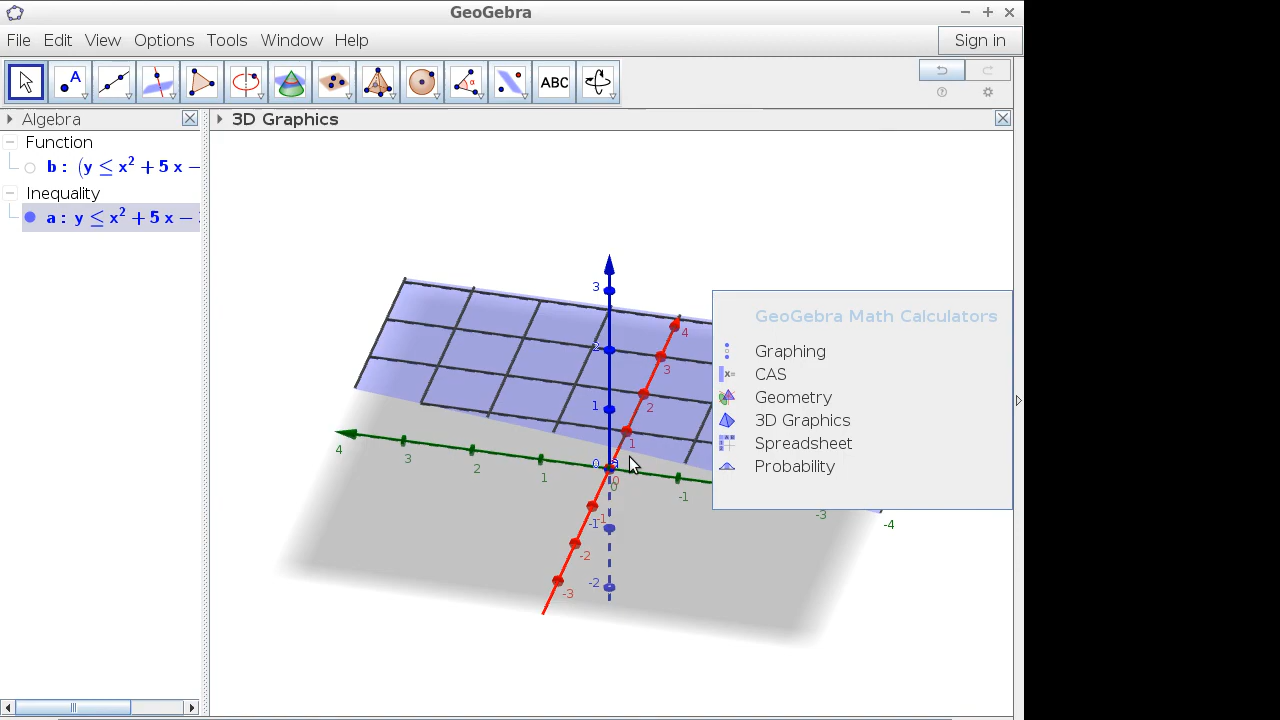 GeoGebra
File Edit View Options Tools Window Help
Sign in
A
ABC
Algebra
3D Graphics
Function
b : (y ≤ x² + 5 x −
Inequality
a : y ≤ x² + 5 x −
3
2
1
0
-1
-2
4
3
2
1
0
-1
-2
-3
4
3
2
1
0
-1
-3
-4
GeoGebra Math Calculators
Graphing
x= CAS
Geometry
3D Graphics
Spreadsheet
Probability